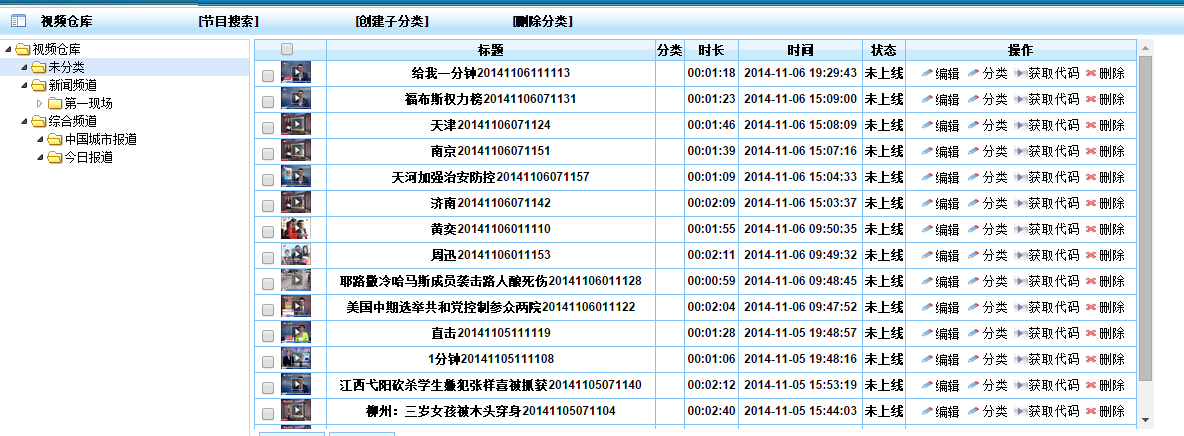 视频仓库 [节目搜索] [创建子分类] [删除分类]
视频仓库
未分类
新闻频道
第一现场
综合频道
中国城市报道
今日报道
标题 分类 时长 时间 状态 操作
给我一分钟20141106111113 00:01:18 2014-11-06 19:29:43 未上线 编辑 分类 获取代码 删除
福布斯权力榜20141106071131 00:01:23 2014-11-06 15:09:00 未上线 编辑 分类 获取代码 删除
天津20141106071124 00:01:46 2014-11-06 15:08:09 未上线 编辑 分类 获取代码 删除
南京20141106071151 00:01:39 2014-11-06 15:07:16 未上线 编辑 分类 获取代码 删除
天河加强治安防控20141106071157 00:01:09 2014-11-06 15:04:33 未上线 编辑 分类 获取代码 删除
济南20141106071142 00:02:09 2014-11-06 15:03:37 未上线 编辑 分类 获取代码 删除
黄奕20141106011110 00:01:55 2014-11-06 09:50:35 未上线 编辑 分类 获取代码 删除
周迅20141106011153 00:02:11 2014-11-06 09:49:32 未上线 编辑 分类 获取代码 删除
耶路撒冷哈马斯成员袭击路人酿死伤20141106011128 00:00:59 2014-11-06 09:48:45 未上线 编辑 分类 获取代码 删除
美国中期选举共和党控制参众两院20141106011122 00:02:04 2014-11-06 09:47:52 未上线 编辑 分类 获取代码 删除
直击20141105111119 00:01:28 2014-11-05 19:48:57 未上线 编辑 分类 获取代码 删除
1分钟20141105111108 00:01:06 2014-11-05 19:48:16 未上线 编辑 分类 获取代码 删除
江西弋阳砍杀学生嫌犯张样喜被抓获20141105071140 00:02:12 2014-11-05 15:53:19 未上线 编辑 分类 获取代码 删除
柳州：三岁女孩被木头穿身20141105071104 00:02:40 2014-11-05 15:44:03 未上线 编辑 分类 获取代码 删除